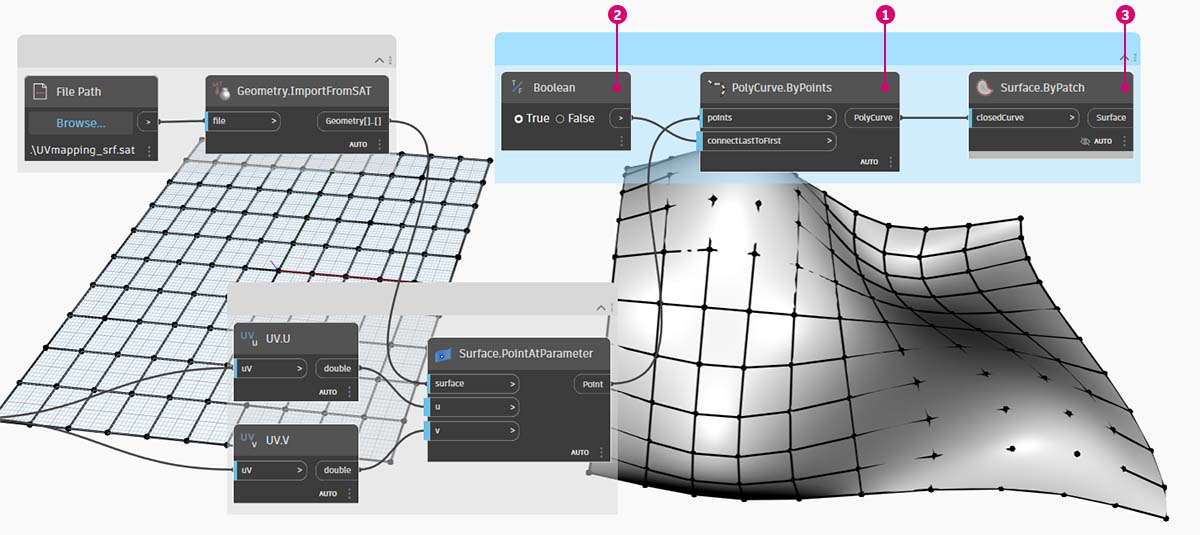 2
1
3
File Path
Browse...
>
.\UVmapping_srf.sat
Geometry.ImportFromSAT
file >
Geometry[]..[]
AUTO
T/F
Boolean
True False
>
PolyCurve.ByPoints
points >
PolyCurve
connectLastToFirst >
AUTO
Surface.ByPatch
closedCurve >
Surface
AUTO
UVu
UV.U
uV >
double
AUTO
UVv
UV.V
uV >
double
AUTO
Surface.PointAtParameter
surface >
Point
u >
v >
AUTO